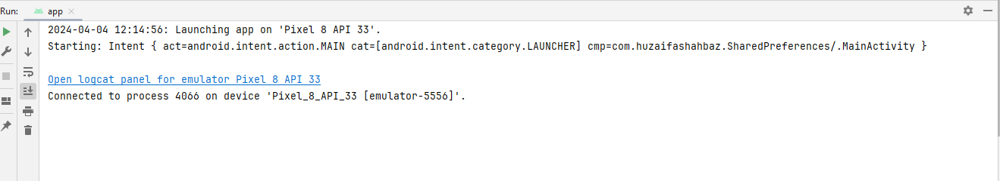 Run: app
2024-04-04 12:14:56: Launching app on 'Pixel 8 API 33'.
Starting: Intent { act=android.intent.action.MAIN cat=[android.intent.category.LAUNCHER] cmp=com.huzaifashahbaz.SharedPreferences/.MainActivity }
Open logcat panel for emulator Pixel 8 API 33
Connected to process 4066 on device 'Pixel_8_API_33 [emulator-5556]'.